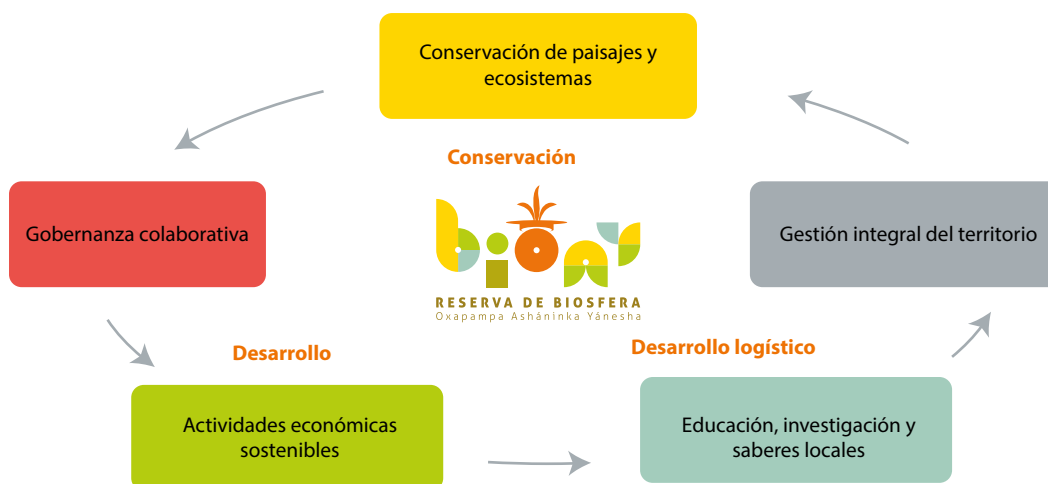 Conservación de paisajes y
ecosistemas
Conservación
Gobernanza colaborativa
Gestión integral del territorio
bioay
RESERVA DE BIOSFERA
Oxapampa Asháninka Yánesha
Desarrollo
Desarrollo logístico
Actividades económicas
sostenibles
Educación, investigación y
saberes locales